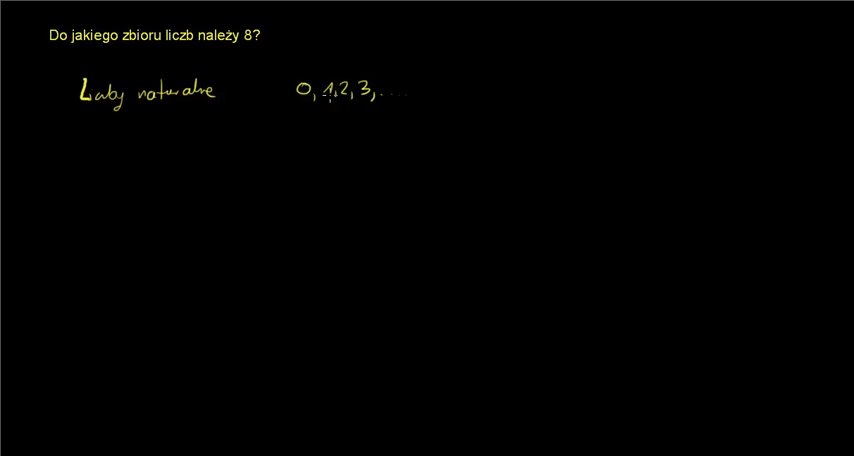 Do jakiego zbioru liczb należy 8?
Liczby naturalne 0, 1, 2, 3, .....